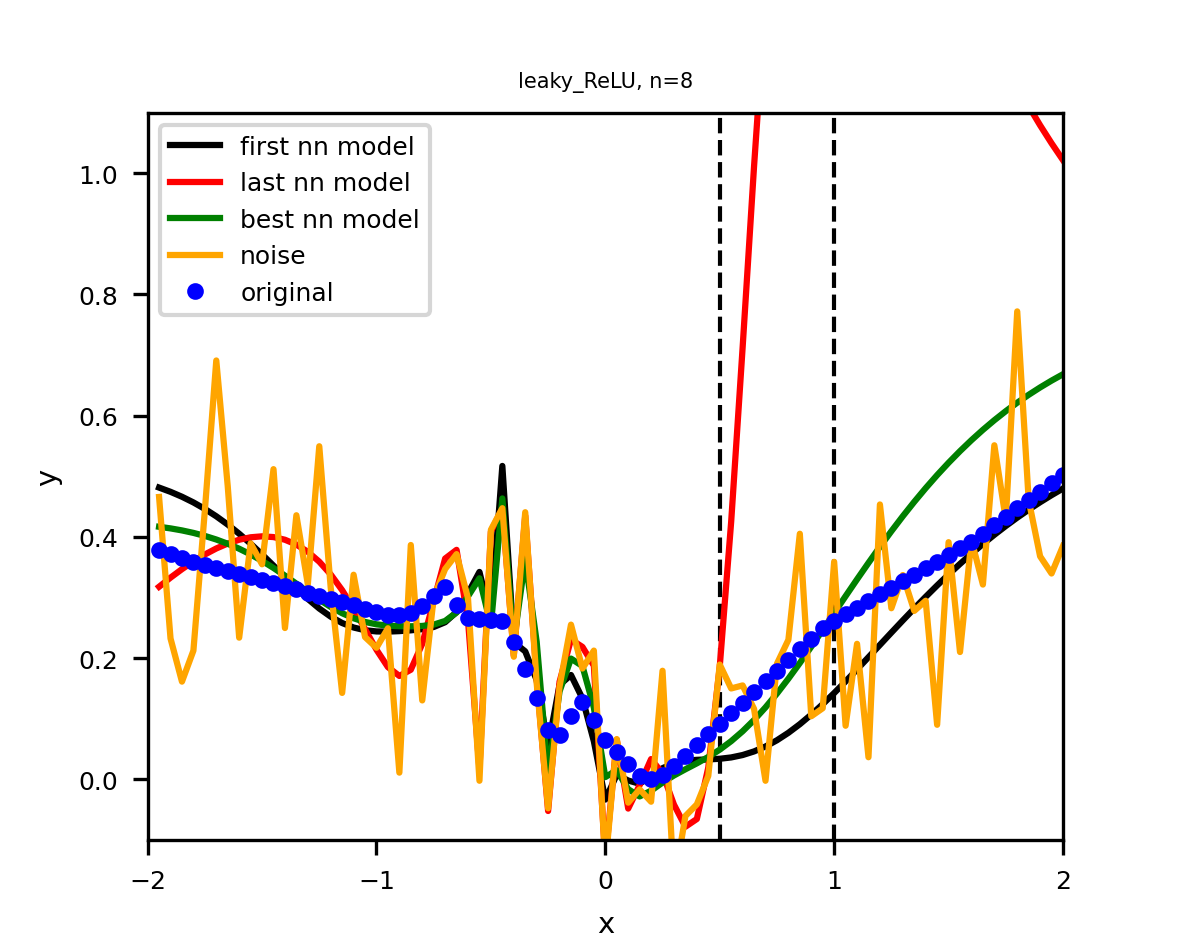 leaky_ReLU, n=8
first nn model
last nn model
best nn model
noise
original
1.0
0.8
0.6
0.4
0.2
0.0
y
−2
−1
0
1
2
x